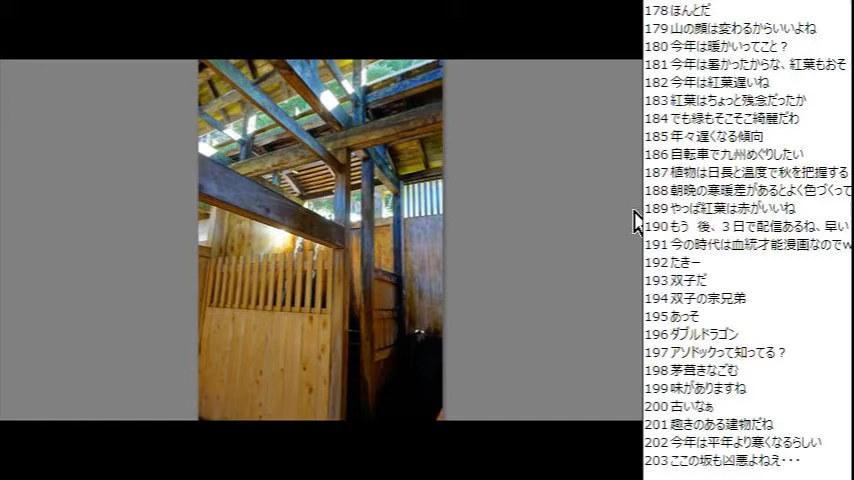 178 ほんとだ
179 山の顔は変わるからいいよね
180 今年は暖かいってこと？
181 今年は暑かったからな、紅葉もおそ
182 今年は紅葉遅いね
183 紅葉はちょっと残念だったか
184 でも緑もそこそこ綺麗だわ
185 年々遅くなる傾向
186 自転車で九州めぐりしたい
187 植物は日長と温度で秋を把握する
188 朝晩の寒暖差があるとよく色づくって
189 やっぱ紅葉は赤がいいね
190 もう　後、３日で配信あるね、早い
191 今の時代は血統才能漫画なのでw
192 たきー
193 双子だ
194 双子の宗兄弟
195 あっそ
196 ダブルドラゴン
197 アソドックって知ってる？
198 茅葺きなごむ
199 味がありますね
200 古いなぁ
201 趣きのある建物だね
202 今年は平年より寒くなるらしい
203 ここの坂も凶悪よねえ・・・